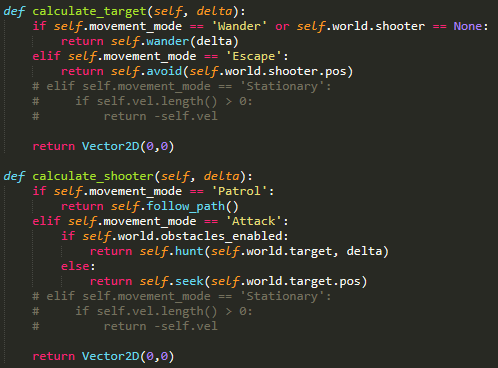 def calculate_target(self, delta):
    if self.movement_mode == 'Wander' or self.world.shooter == None:
        return self.wander(delta)
    elif self.movement_mode == 'Escape':
        return self.avoid(self.world.shooter.pos)
    # elif self.movement_mode == 'Stationary':
    #     if self.vel.length() > 0:
    #         return -self.vel

    return Vector2D(0,0)

def calculate_shooter(self, delta):
    if self.movement_mode == 'Patrol':
        return self.follow_path()
    elif self.movement_mode == 'Attack':
        if self.world.obstacles_enabled:
            return self.hunt(self.world.target, delta)
        else:
            return self.seek(self.world.target.pos)
    # elif self.movement_mode == 'Stationary':
    #     if self.vel.length() > 0:
    #         return -self.vel

    return Vector2D(0,0)